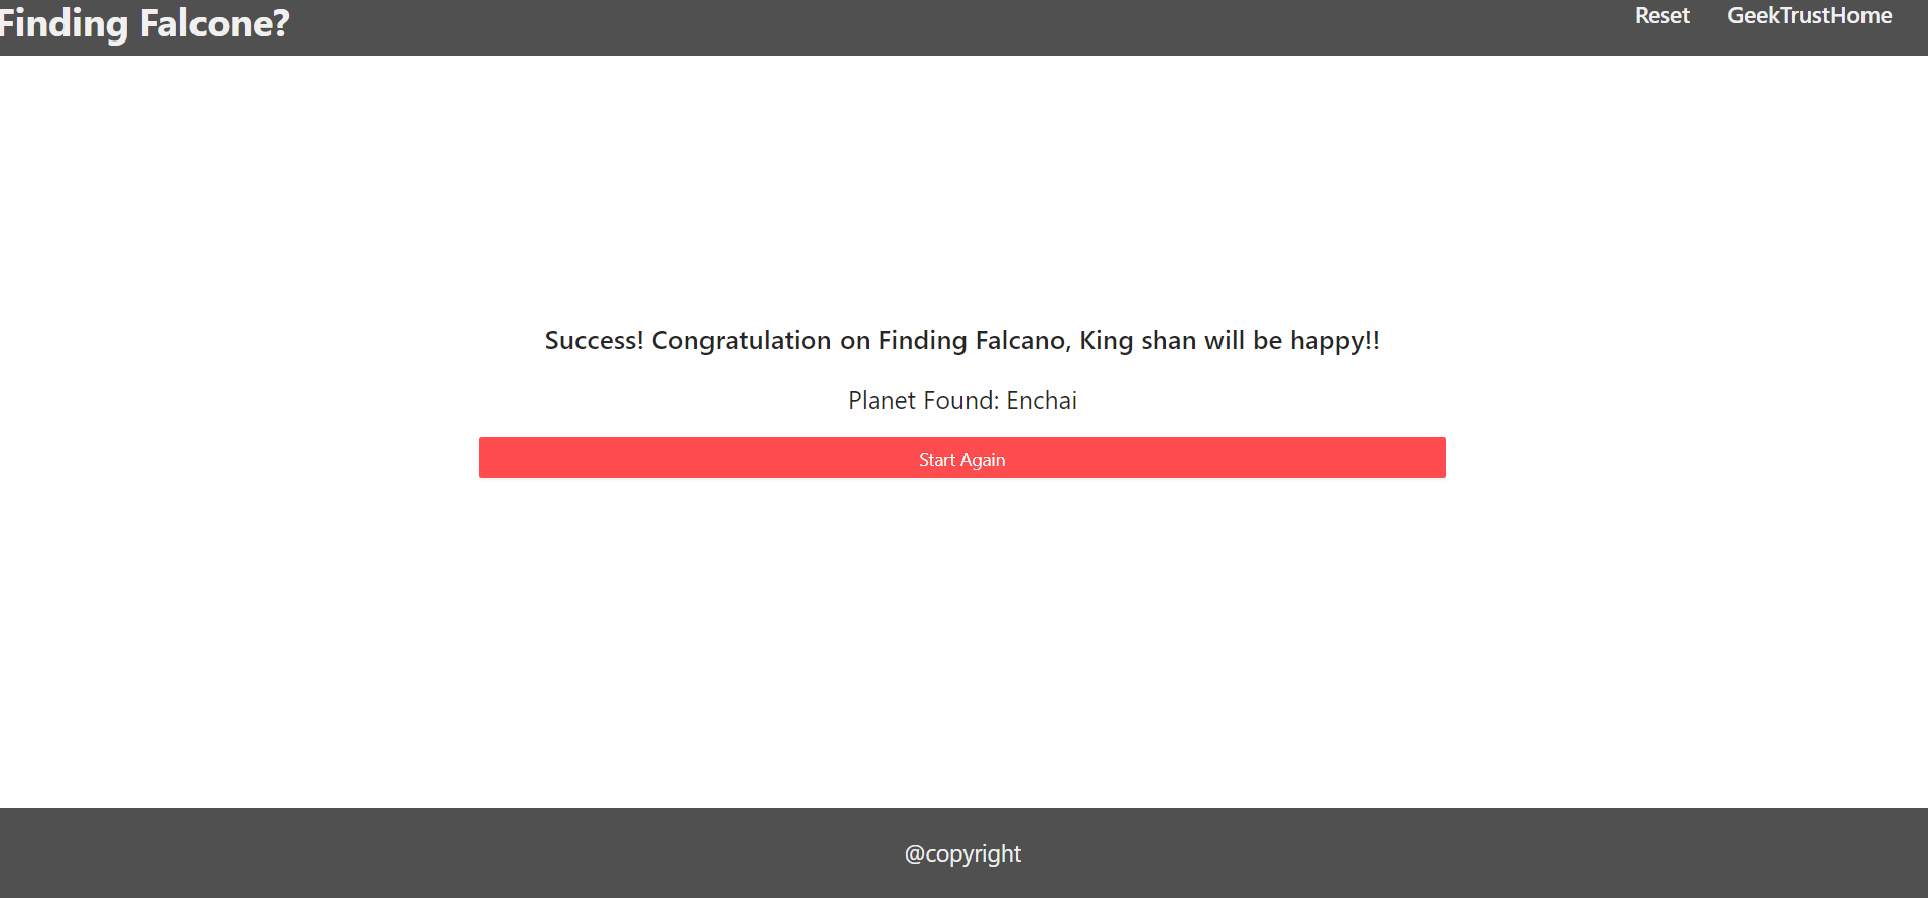 Finding Falcone?
Reset GeekTrustHome
Success! Congratulation on Finding Falcano, King shan will be happy!!
Planet Found: Enchai
Start Again
@copyright